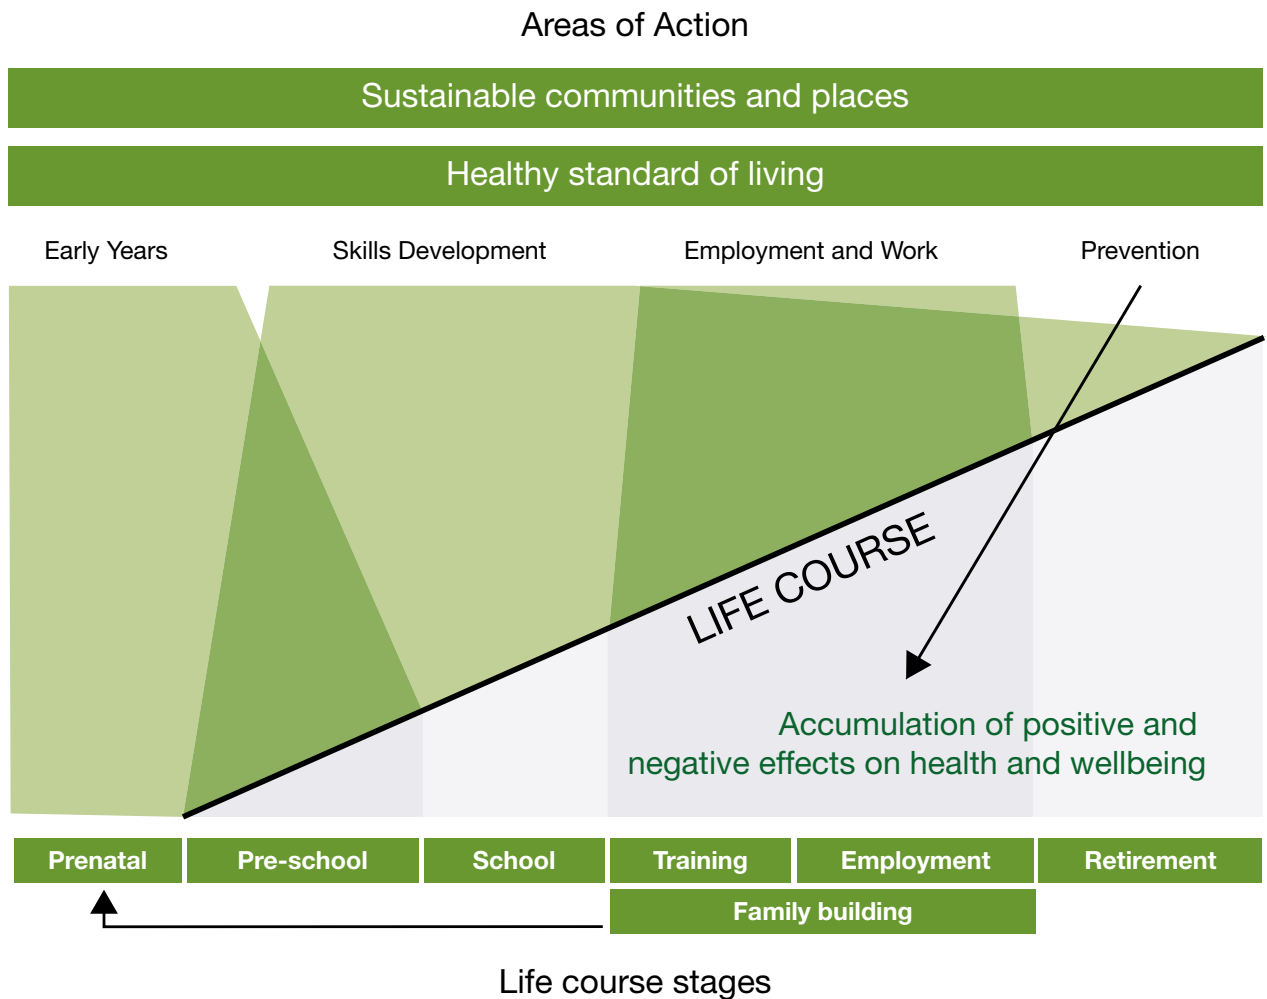 Areas of Action
Sustainable communities and places
Healthy standard of living
Early Years
Skills Development
Employment and Work
Prevention
LIFE COURSE
Accumulation of positive and
negative effects on health and wellbeing
Prenatal
Pre-school
School
Training
Employment
Retirement
Family building
Life course stages